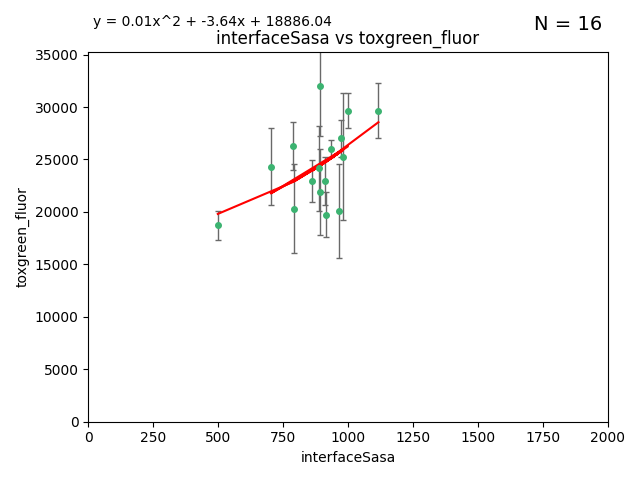 y = 0.01x^2 + -3.64x + 18886.04
N = 16
interfaceSasa vs toxgreen_fluor
35000
30000
25000
20000
15000
10000
5000
0
toxgreen_fluor
0 250 500 750 1000 1250 1500 1750 2000
interfaceSasa